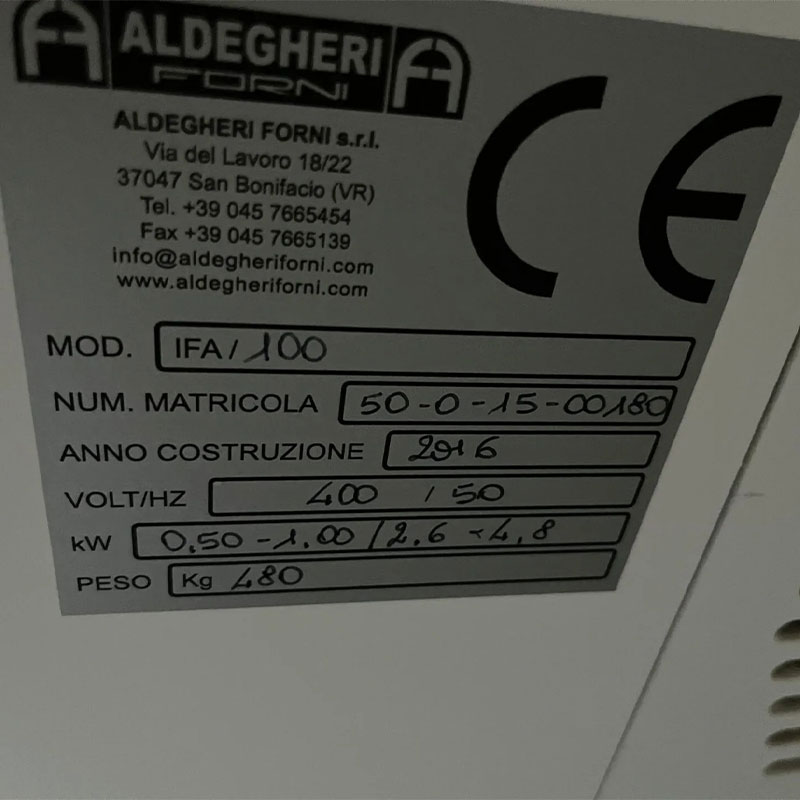 ALDEGHERI
FORNI
ALDEGHERI FORNI s.r.l.
Via del Lavoro 18/22
37047 San Bonifacio (VR)
Tel. +39 045 7665454
Fax +39 045 7665139
info@aldegheriforni.com
www.aldegheriforni.com
CE
MOD. IFA/100
NUM. MATRICOLA 50-0-15-00180
ANNO COSTRUZIONE 2016
VOLT/HZ 400 / 50
kW 0,50-1,00/2,6-4,8
PESO Kg 480